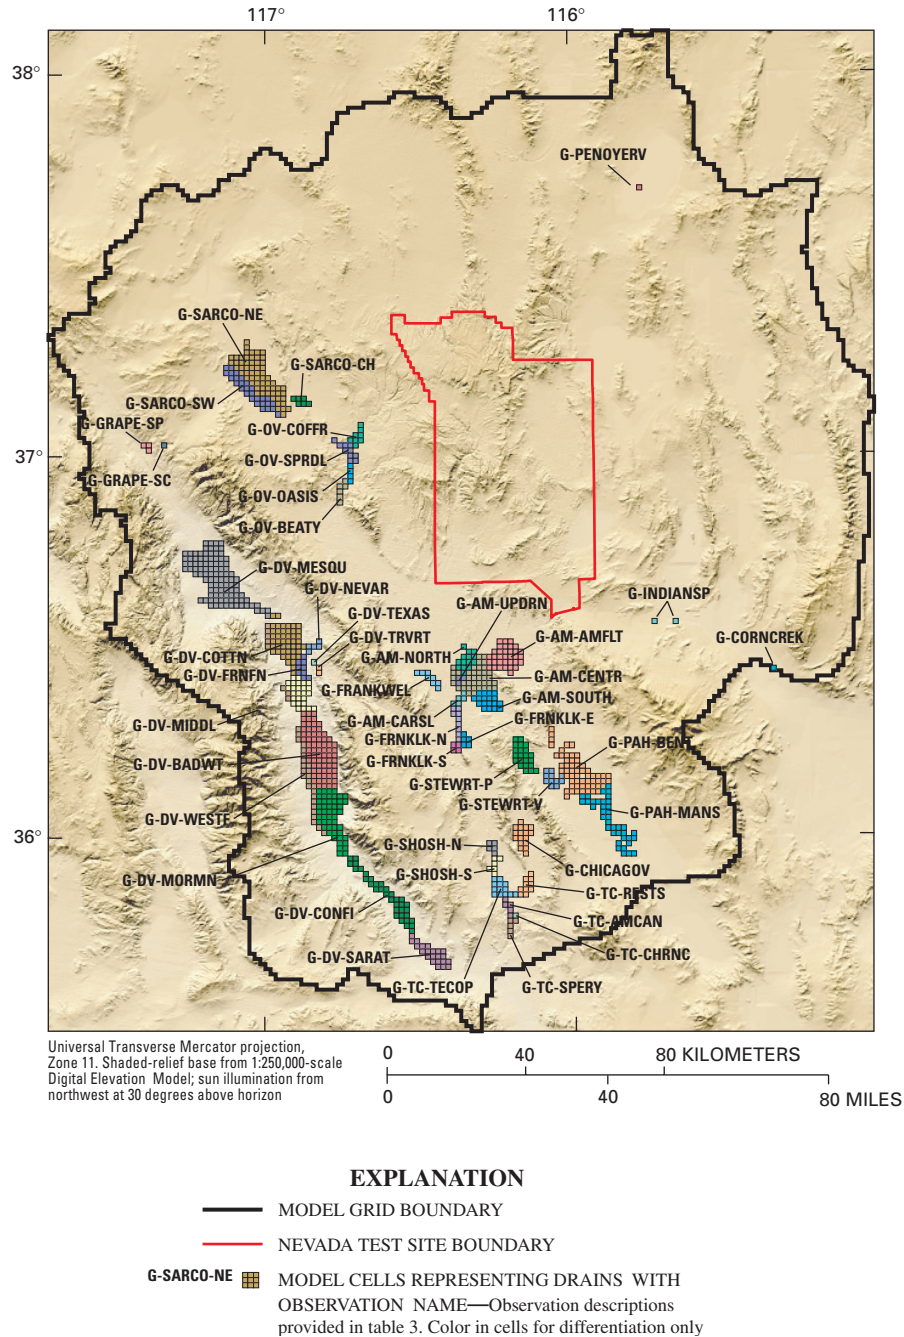 117°
116°
38°
G-PENOYERV
G-SARCO-NE
G-SARCO-CH
G-SARCO-SW
G-GRAPE-SP
G-OV-COFFR
37°
G-OV-SPRDL
G-GRAPE-SC
G-OV-OASIS
G-OV-BEATY
G-DV-MESQU
G-DV-NEVAR
G-AM-UPDRN
G-INDIANSP
G-DV-TEXAS
G-DV-TRVRT
G-AM-AMFLT
G-CORNCREK
G-DV-COTTN
G-AM-NORTH
G-DV-FRNFN
G-AM-CENTR
G-FRANKWEL
G-AM-SOUTH
G-DV-MIDDL
G-AM-CARSL
G-FRNKLK-E
G-FRNKLK-N
G-PAH-BENT
G-DV-BADWT
G-FRNKLK-S
G-STEWRT-P
G-STEWRT-V
G-DV-WESTF
G-PAH-MANS
36°
G-SHOSH-N
G-CHICAGOV
G-SHOSH-S
G-DV-MORMN
G-TC-RESTS
G-DV-CONFI
G-TC-AMCAN
G-TC-CHRNC
G-DV-SARAT
G-TC-TECOP
G-TC-SPERY
Universal Transverse Mercator projection,
Zone 11. Shaded-relief base from 1:250,000-scale
Digital Elevation Model; sun illumination from
northwest at 30 degrees above horizon
0 40 80 KILOMETERS
0 40 80 MILES
EXPLANATION
MODEL GRID BOUNDARY
NEVADA TEST SITE BOUNDARY
G-SARCO-NE MODEL CELLS REPRESENTING DRAINS WITH
OBSERVATION NAME—Observation descriptions
provided in table 3. Color in cells for differentiation only